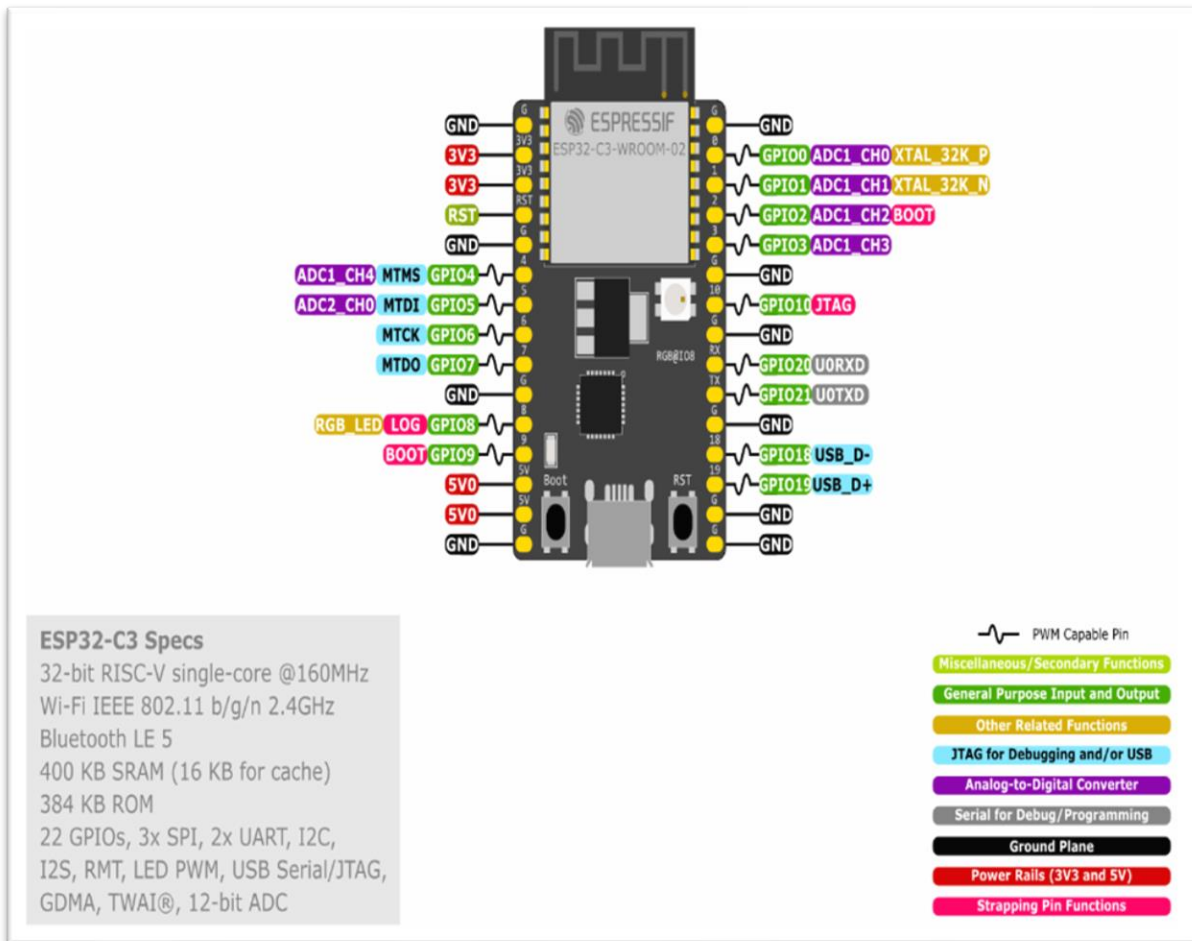 ESPRESSIF
ESP32-C3-WROOM-02
G
GND
3V3
3V3
3V3
3V3
RST
RST
G
GND
4
ADC1_CH4 MTMS GPIO4
5
ADC2_CH0 MTDI GPIO5
6
MTCK GPIO6
7
MTDO GPIO7
G
GND
8
RGB_LED LOG GPIO8
9
BOOT GPIO9
5V
5V0
5V
5V0
G
GND
G
GND
0
GPIO0 ADC1_CH0 XTAL_32K_P
1
GPIO1 ADC1_CH1 XTAL_32K_N
2
GPIO2 ADC1_CH2 BOOT
3
GPIO3 ADC1_CH3
G
GND
10
GPIO10 JTAG
G
GND
RX
GPIO20 U0RXD
TX
GPIO21 U0TXD
G
GND
18
GPIO18 USB_D-
19
GPIO19 USB_D+
G
GND
G
GND
RGB@IO8
Boot
RST
ESP32-C3 Specs
32-bit RISC-V single-core @160MHz
Wi-Fi IEEE 802.11 b/g/n 2.4GHz
Bluetooth LE 5
400 KB SRAM (16 KB for cache)
384 KB ROM
22 GPIOs, 3x SPI, 2x UART, I2C,
I2S, RMT, LED PWM, USB Serial/JTAG,
GDMA, TWAI®, 12-bit ADC
PWM Capable Pin
Miscellaneous/Secondary Functions
General Purpose Input and Output
Other Related Functions
JTAG for Debugging and/or USB
Analog-to-Digital Converter
Serial for Debug/Programming
Ground Plane
Power Rails (3V3 and 5V)
Strapping Pin Functions